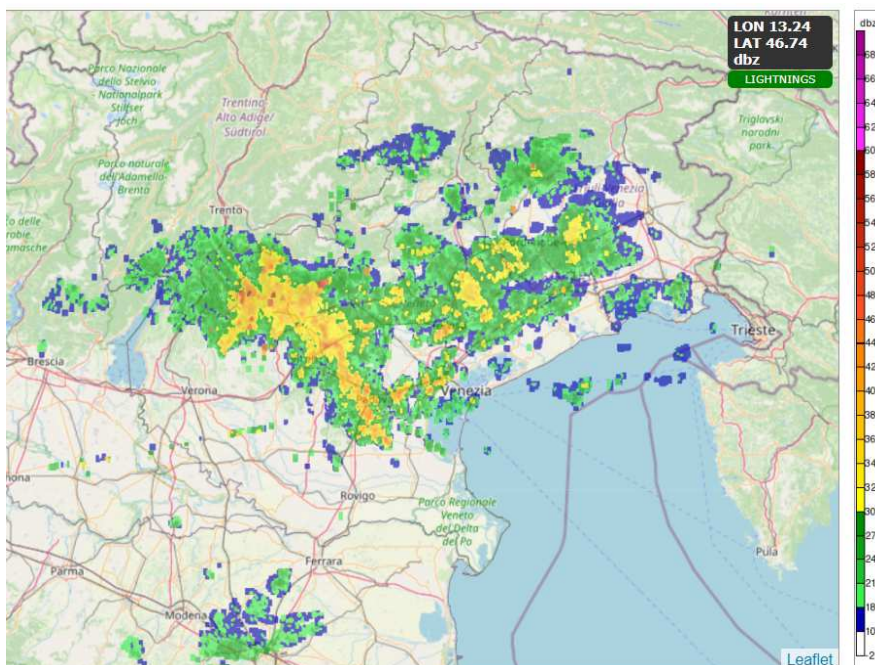 LON 13.24
LAT 46.74
dbz
LIGHTNINGS
dbz
68
66
64
62
60
58
56
54
52
50
48
46
44
42
40
38
36
34
32
30
27
24
21
18
10
Parco Nazionale
dello Stelvio
- Nationalpark
Stilfser
Joch
Trentino-
Alto Adige/
Südtirol
Parco naturale
dell'Adamello-
Brenta
Triglavski
narodni
park
Trento
Trieste
Brescia
Verona
Venezia
Rovigo
Parco Regionale
Veneto
del Delta
del Po
Ferrara
Parma
Modena
Pula
Leaflet